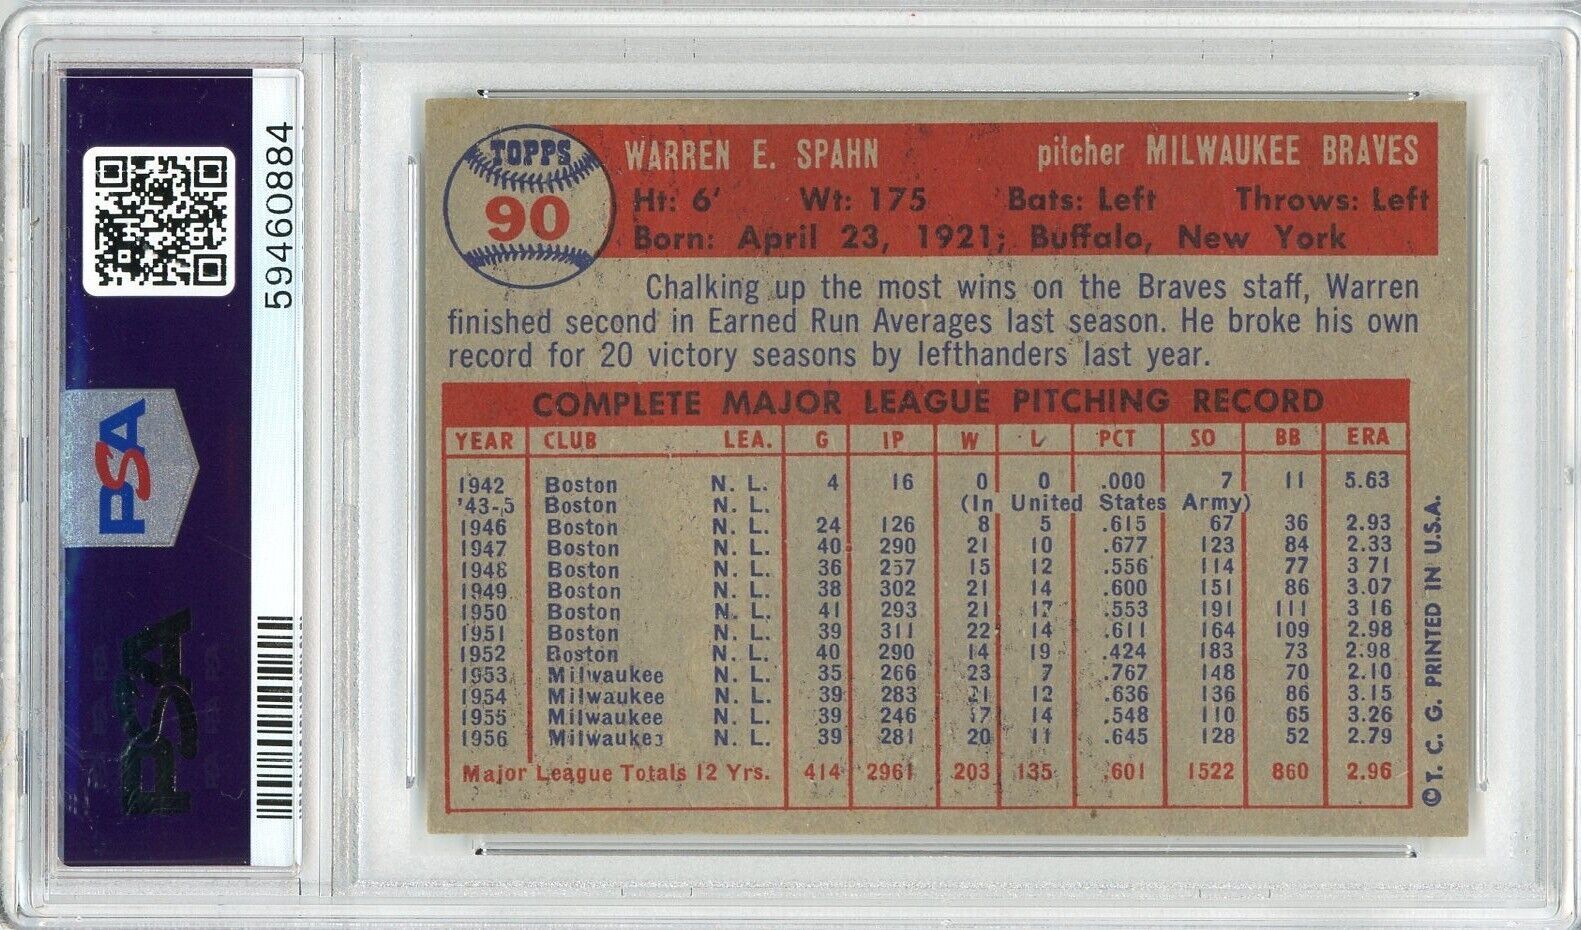 PSA
59460884
PSA
TOPPS
90
WARREN E. SPAHN pitcher MILWAUKEE BRAVES
Ht: 6' Wt: 175 Bats: Left Throws: Left
Born: April 23, 1921; Buffalo, New York
Chalking up the most wins on the Braves staff, Warren
finished second in Earned Run Averages last season. He broke his own
record for 20 victory seasons by lefthanders last year.
COMPLETE MAJOR LEAGUE PITCHING RECORD
YEAR CLUB LEA. G IP W L PCT SO BB ERA
1942 Boston N. L. 4 16 0 0 .000 7 11 5.63
'43-5 Boston N. L. (In United States Army)
1946 Boston N. L. 24 126 8 5 .615 67 36 2.93
1947 Boston N. L. 40 290 21 10 .677 123 84 2.33
1948 Boston N. L. 36 257 15 12 .556 114 77 3.71
1949 Boston N. L. 38 302 21 14 .600 151 86 3.07
1950 Boston N. L. 41 293 21 17 .553 191 111 3.16
1951 Boston N. L. 39 311 22 14 .611 164 109 2.98
1952 Boston N. L. 40 290 14 19 .424 183 73 2.98
1953 Milwaukee N. L. 35 266 23 7 .767 148 70 2.10
1954 Milwaukee N. L. 39 283 21 12 .636 136 86 3.15
1955 Milwaukee N. L. 39 246 17 14 .548 110 65 3.26
1956 Milwaukee N. L. 39 281 20 11 .645 128 52 2.79
Major League Totals 12 Yrs. 414 2961 203 135 .601 1522 860 2.96
©T. C. G. PRINTED IN U.S.A.